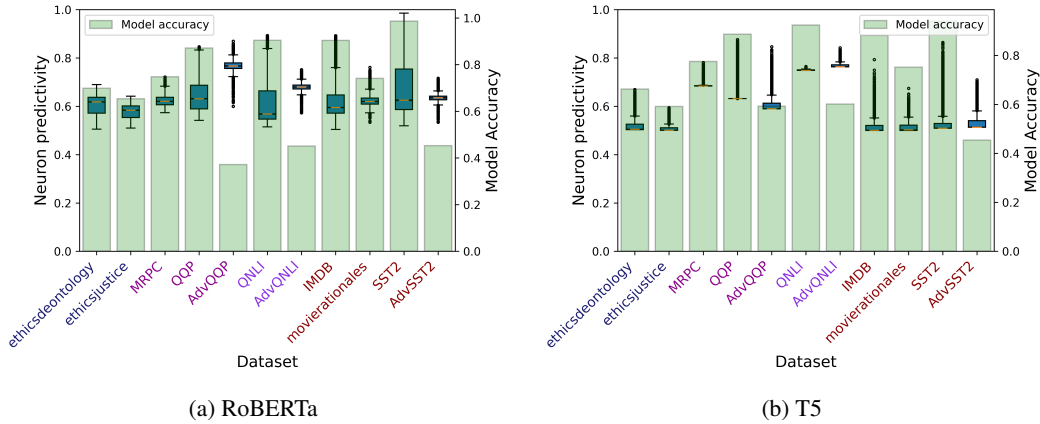 Model accuracy
Neuron predictivity
1.0
0.8
0.6
0.4
0.2
0.0
1.0
0.8
0.6
0.4
0.2
0.0
Model Accuracy
ethicsdeontology
ethicsjustice
MRPC
QQP
AdvQQP
QNLI
AdvQNLI
IMDB
movierationales
SST2
AdvSST2
Dataset
(a) RoBERTa
Model accuracy
Neuron predictivity
1.0
0.8
0.6
0.4
0.2
0.0
0.8
0.6
0.4
0.2
0.0
Model Accuracy
ethicsdeontology
ethicsjustice
MRPC
QQP
AdvQQP
QNLI
AdvQNLI
IMDB
movierationales
SST2
AdvSST2
Dataset
(b) T5